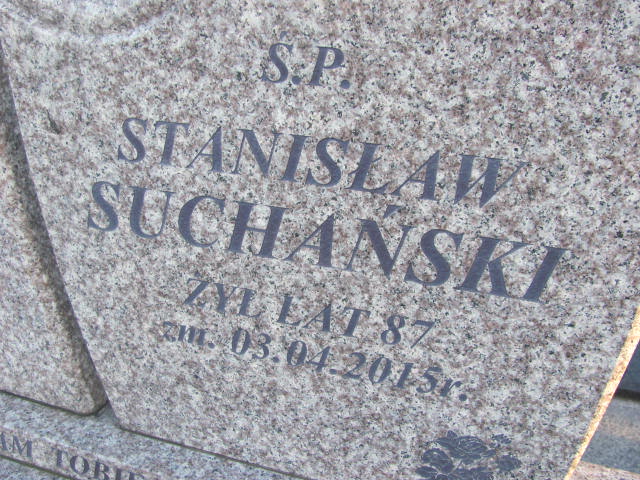 Ś.P.
STANISŁAW
SUCHAŃSKI
ŻYŁ LAT 87
zm. 03.04.2015r.